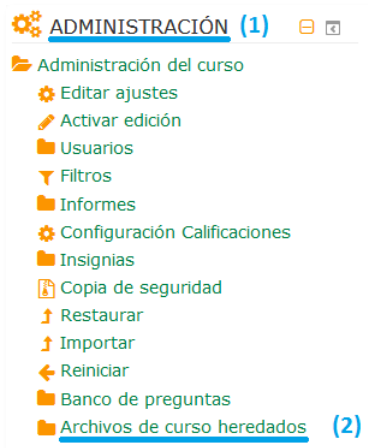 ADMINISTRACIÓN (1)
Administración del curso
Editar ajustes
Activar edición
Usuarios
Filtros
Informes
Configuración Calificaciones
Insignias
Copia de seguridad
Restaurar
Importar
Reiniciar
Banco de preguntas
Archivos de curso heredados (2)